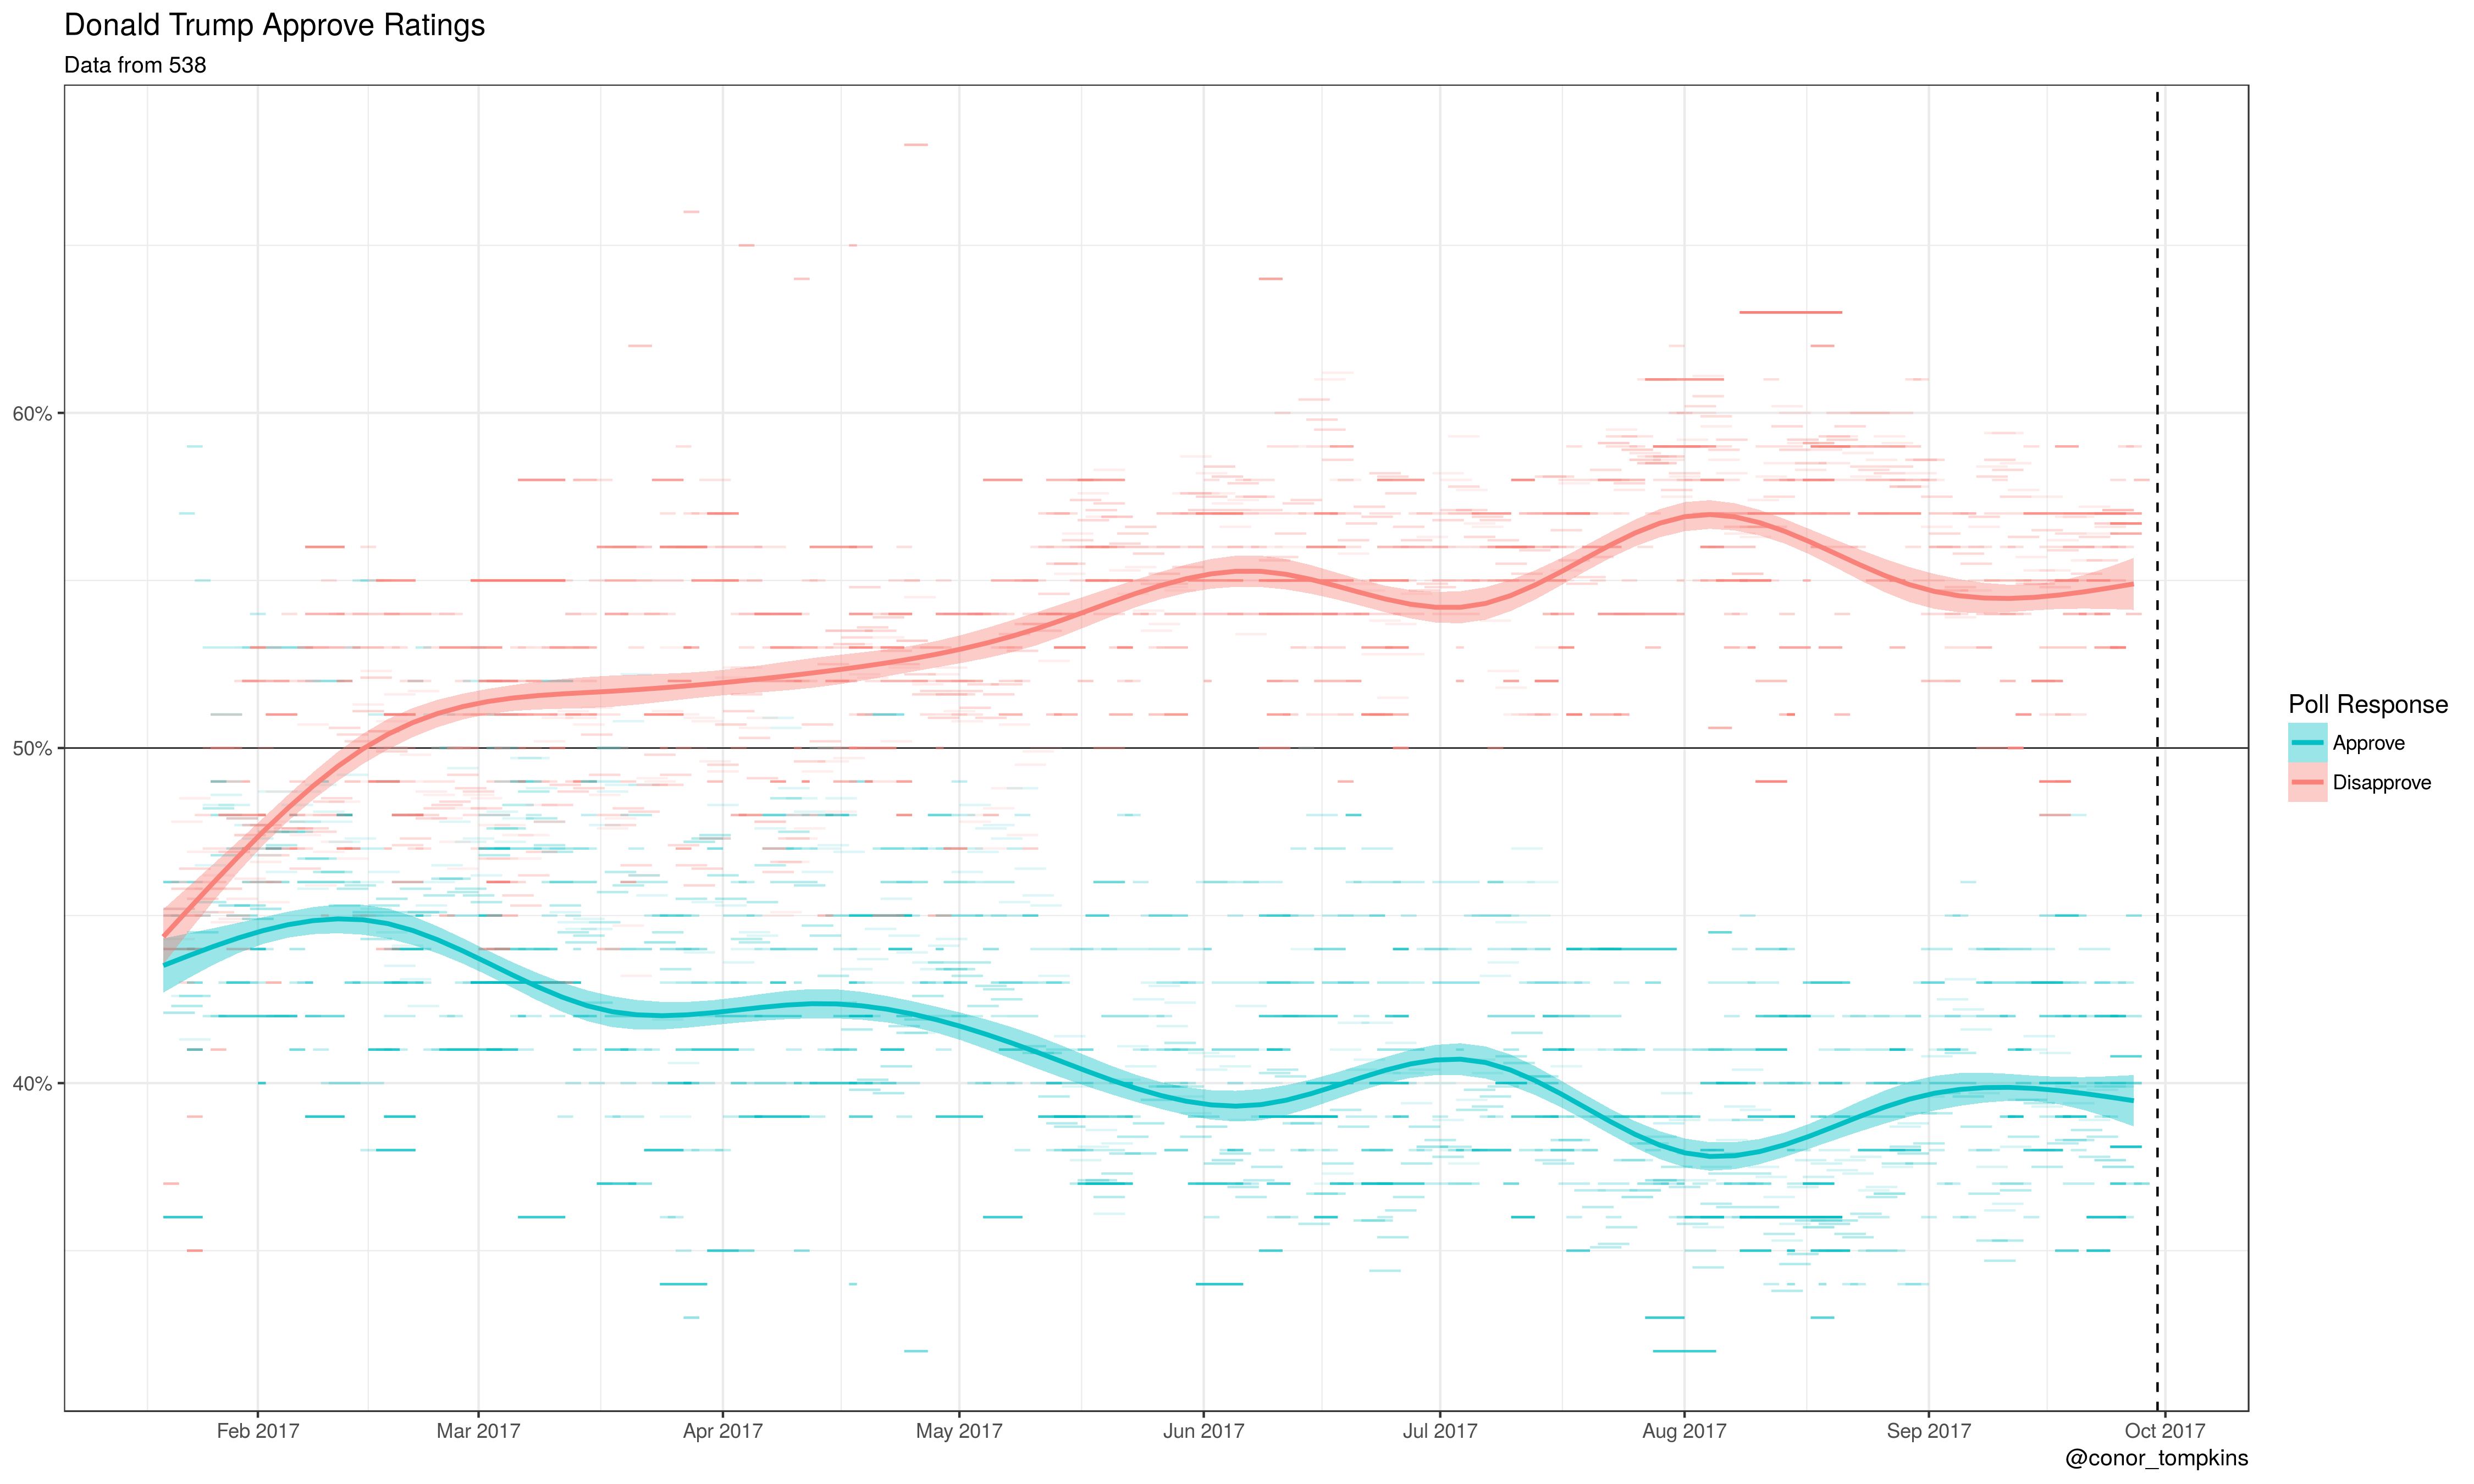 Donald Trump Approve Ratings
Data from 538
60%
50%
40%
Feb 2017 Mar 2017 Apr 2017 May 2017 Jun 2017 Jul 2017 Aug 2017 Sep 2017 Oct 2017
@conor_tompkins
Poll Response
Approve
Disapprove